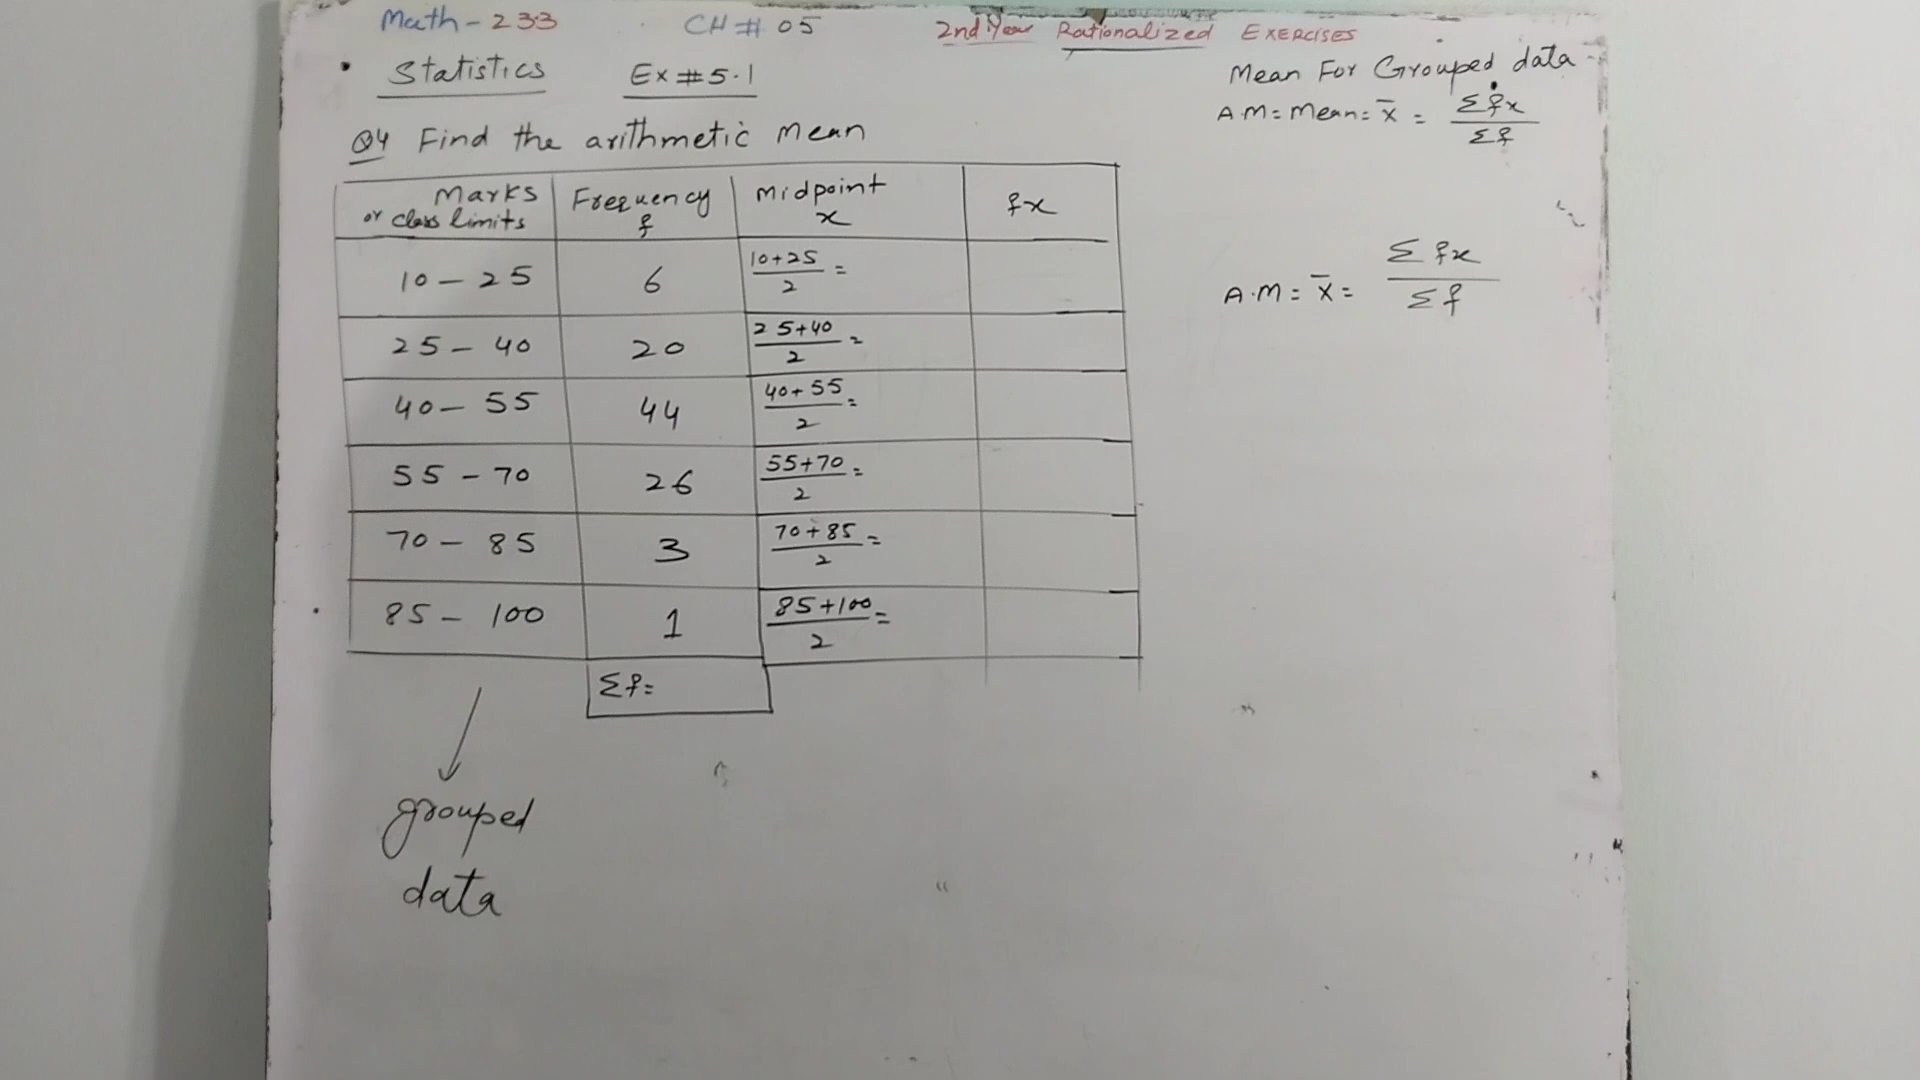 Math-233 CH # 05 2nd Year Rationalized EXERCISES
Statistics Ex # 5.1 Mean For Grouped data
A.M = Mean = x̄ = Σfx / Σf
Q4 Find the arithmetic mean
Marks or class limits Frequency f Midpoint x fx
10 – 25 6 10+25 / 2 =
25 – 40 20 25+40 / 2 =
40 – 55 44 40+55 / 2 =
55 – 70 26 55+70 / 2 =
70 – 85 3 70+85 / 2 =
85 – 100 1 85+100 / 2 =
Σf =
A.M = x̄ = Σfx / Σf
grouped
data